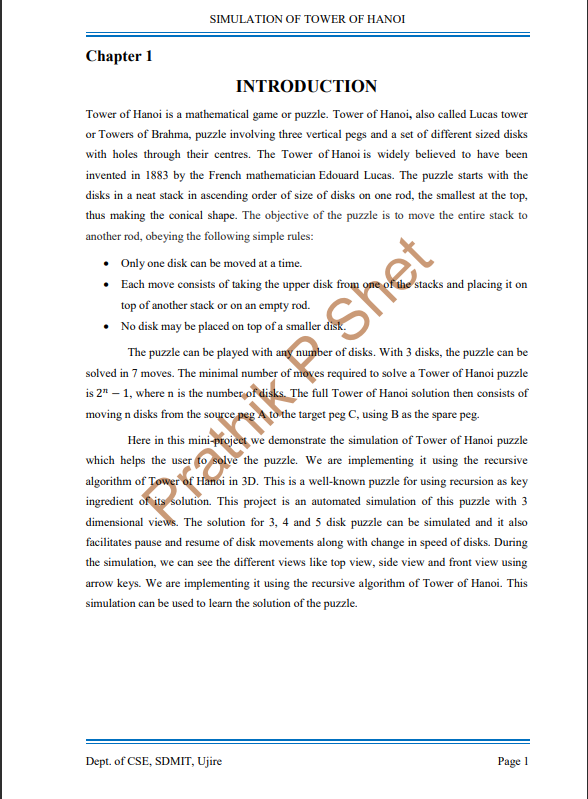 SIMULATION OF TOWER OF HANOI
Chapter 1
INTRODUCTION
Tower of Hanoi is a mathematical game or puzzle. Tower of Hanoi, also called Lucas tower
or Towers of Brahma, puzzle involving three vertical pegs and a set of different sized disks
with holes through their centres. The Tower of Hanoi is widely believed to have been
invented in 1883 by the French mathematician Edouard Lucas. The puzzle starts with the
disks in a neat stack in ascending order of size of disks on one rod, the smallest at the top,
thus making the conical shape. The objective of the puzzle is to move the entire stack to
another rod, obeying the following simple rules:
• Only one disk can be moved at a time.
• Each move consists of taking the upper disk from one of the stacks and placing it on
top of another stack or on an empty rod.
• No disk may be placed on top of a smaller disk.
The puzzle can be played with any number of disks. With 3 disks, the puzzle can be
solved in 7 moves. The minimal number of moves required to solve a Tower of Hanoi puzzle
is 2ⁿ − 1, where n is the number of disks. The full Tower of Hanoi solution then consists of
moving n disks from the source peg A to the target peg C, using B as the spare peg.
Here in this mini-project we demonstrate the simulation of Tower of Hanoi puzzle
which helps the user to solve the puzzle. We are implementing it using the recursive
algorithm of Tower of Hanoi in 3D. This is a well-known puzzle for using recursion as key
ingredient of its solution. This project is an automated simulation of this puzzle with 3
dimensional views. The solution for 3, 4 and 5 disk puzzle can be simulated and it also
facilitates pause and resume of disk movements along with change in speed of disks. During
the simulation, we can see the different views like top view, side view and front view using
arrow keys. We are implementing it using the recursive algorithm of Tower of Hanoi. This
simulation can be used to learn the solution of the puzzle.
Prathik P Shet
Dept. of CSE, SDMIT, Ujire Page 1